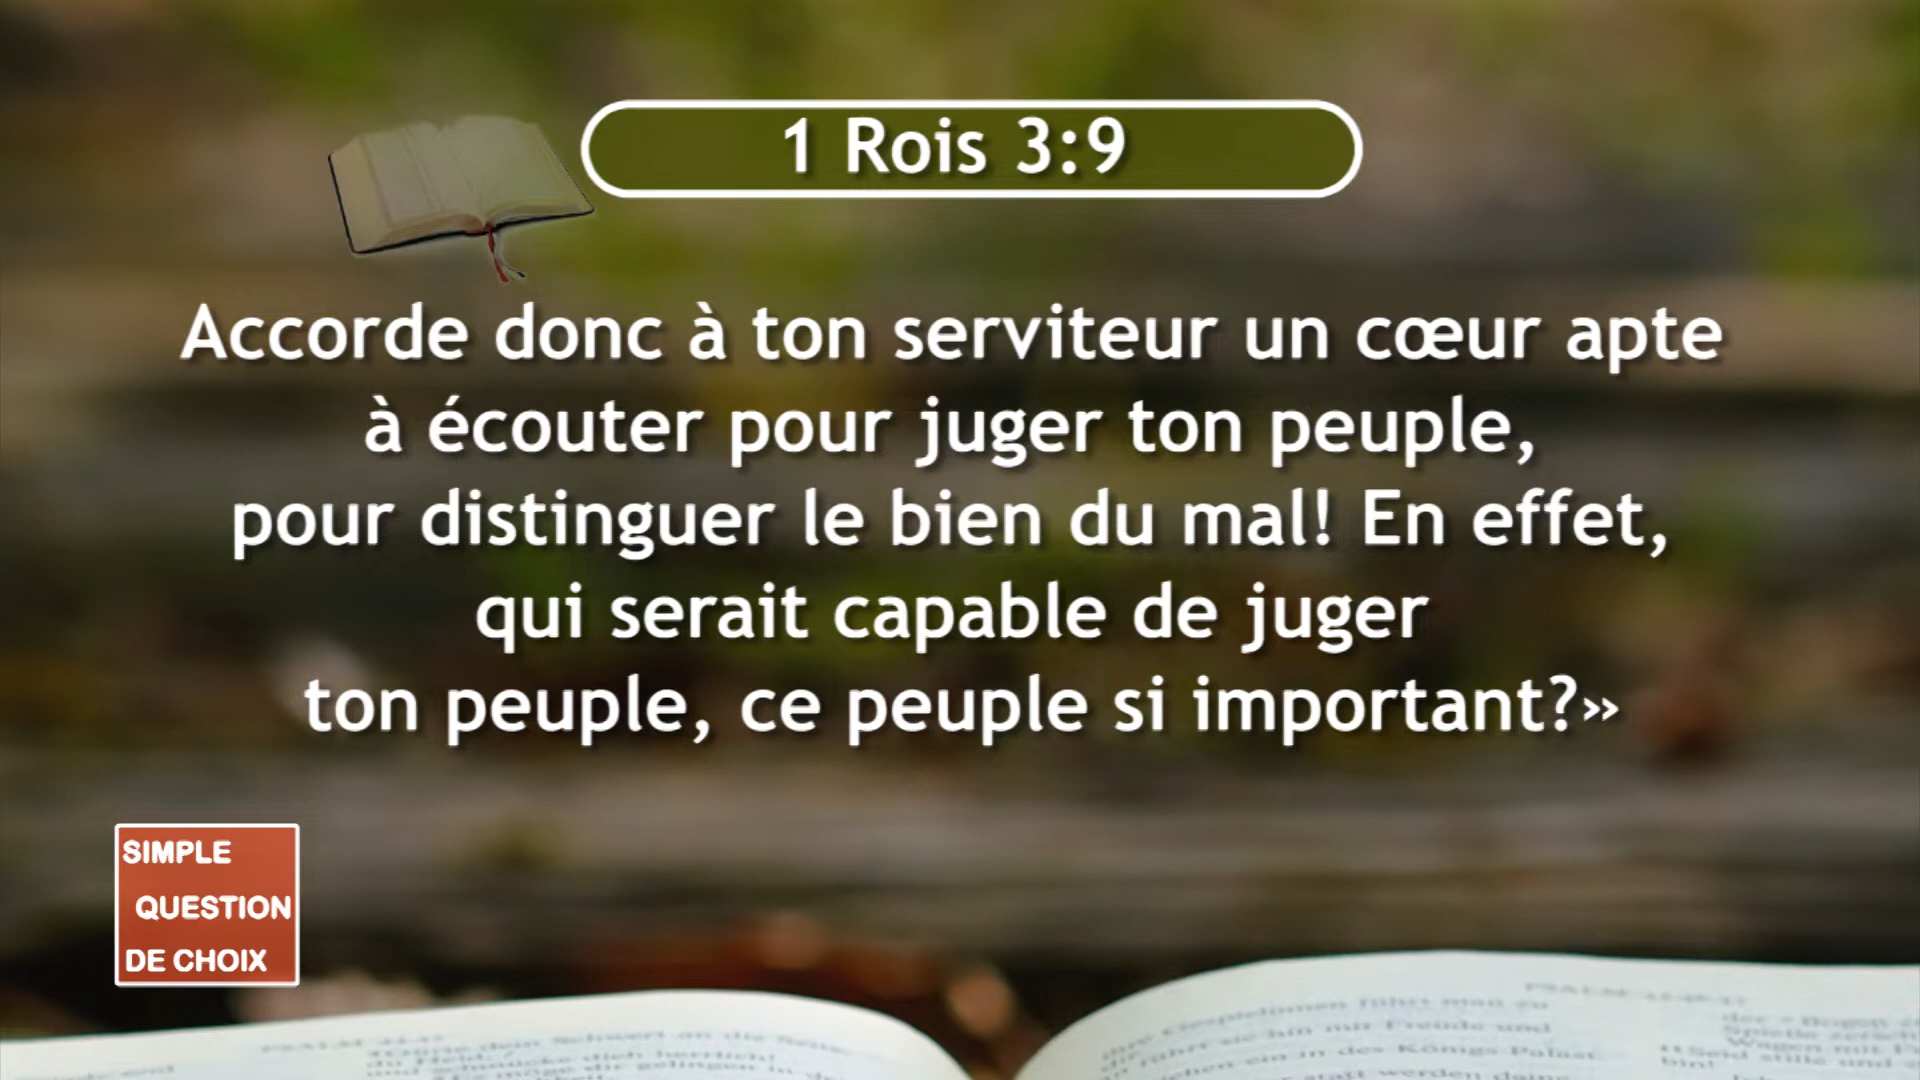 1 Rois 3:9
Accorde donc à ton serviteur un cœur apte
à écouter pour juger ton peuple,
pour distinguer le bien du mal! En effet,
qui serait capable de juger
ton peuple, ce peuple si important?»
SIMPLE
QUESTION
DE CHOIX